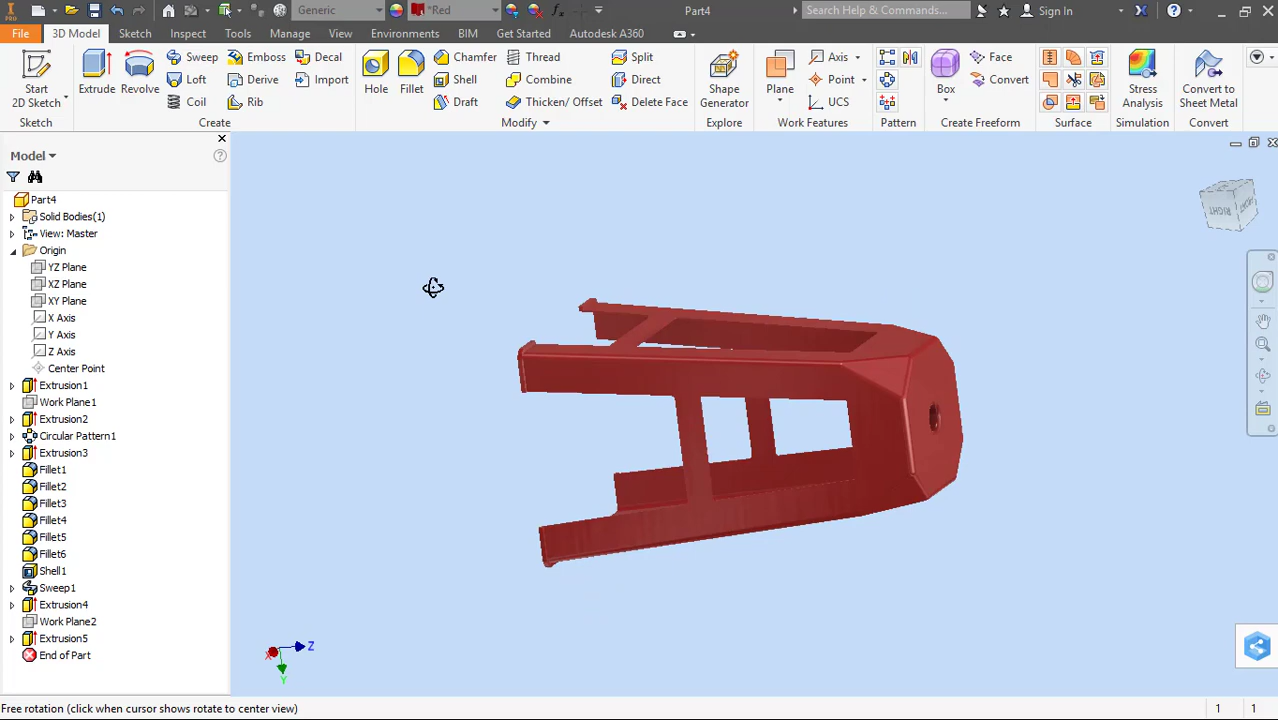 PRO Generic *Red Part4 Search Help & Commands... Sign In
File 3D Model Sketch Inspect Tools Manage View Environments BIM Get Started Autodesk A360
Start 2D Sketch
Extrude Revolve
Sweep Emboss Decal
Loft Derive Import
Coil Rib
Hole Fillet
Chamfer Thread Split
Shell Combine Direct
Draft Thicken/ Offset Delete Face
Shape Generator
Plane
Axis
Point
UCS
Box
Face
Convert
Stress Analysis
Convert to Sheet Metal
Sketch Create Modify Explore Work Features Pattern Create Freeform Surface Simulation Convert
Model
Part4
Solid Bodies(1)
View: Master
Origin
YZ Plane
XZ Plane
XY Plane
X Axis
Y Axis
Z Axis
Center Point
Extrusion1
Work Plane1
Extrusion2
Circular Pattern1
Extrusion3
Fillet1
Fillet2
Fillet3
Fillet4
Fillet5
Fillet6
Shell1
Sweep1
Extrusion4
Work Plane2
Extrusion5
End of Part
RIGHT FRONT
X Z
Y
Free rotation (click when cursor shows rotate to center view) 1 1